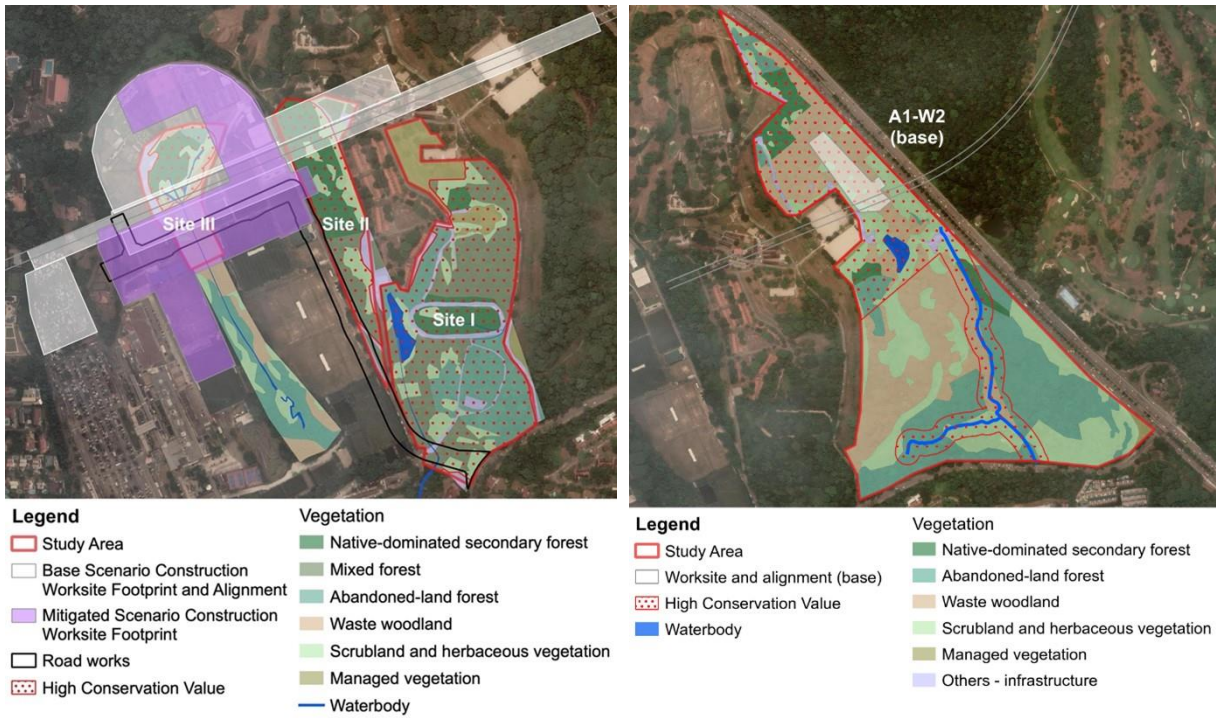 Site III
Site II
Site I
Legend
Study Area
Base Scenario Construction
Worksite Footprint and Alignment
Mitigated Scenario Construction
Worksite Footprint
Road works
High Conservation Value
Vegetation
Native-dominated secondary forest
Mixed forest
Abandoned-land forest
Waste woodland
Scrubland and herbaceous vegetation
Managed vegetation
Waterbody
A1-W2
(base)
Legend
Study Area
Worksite and alignment (base)
High Conservation Value
Waterbody
Vegetation
Native-dominated secondary forest
Abandoned-land forest
Waste woodland
Scrubland and herbaceous vegetation
Managed vegetation
Others - infrastructure